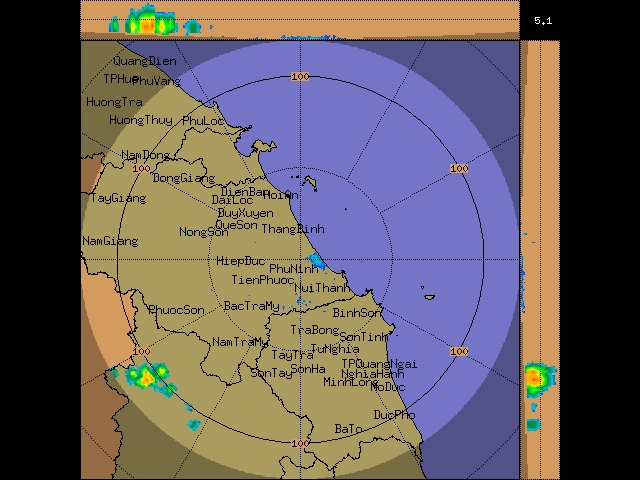 5.1
QuangDien
100
TPHue
PhuVang
HuongTra
HuongThuy
PhuLoc
NamDong
100
100
DongGiang
TayGiang
DienBan
HoiAn
DaiLoc
DuyXuyen
QueSon
NongSon
ThangBinh
NamGiang
HiepDuc
PhuNinh
TienPhuoc
NuiThanh
PhuocSon
BacTraMy
BinhSon
TraBong
SonTinh
NamTraMy
TuNghia
100
100
TayTra
TPQuangNgai
SonHa
SonTay
NghiaHanh
MinhLong
MoDuc
DucPho
BaTo
100